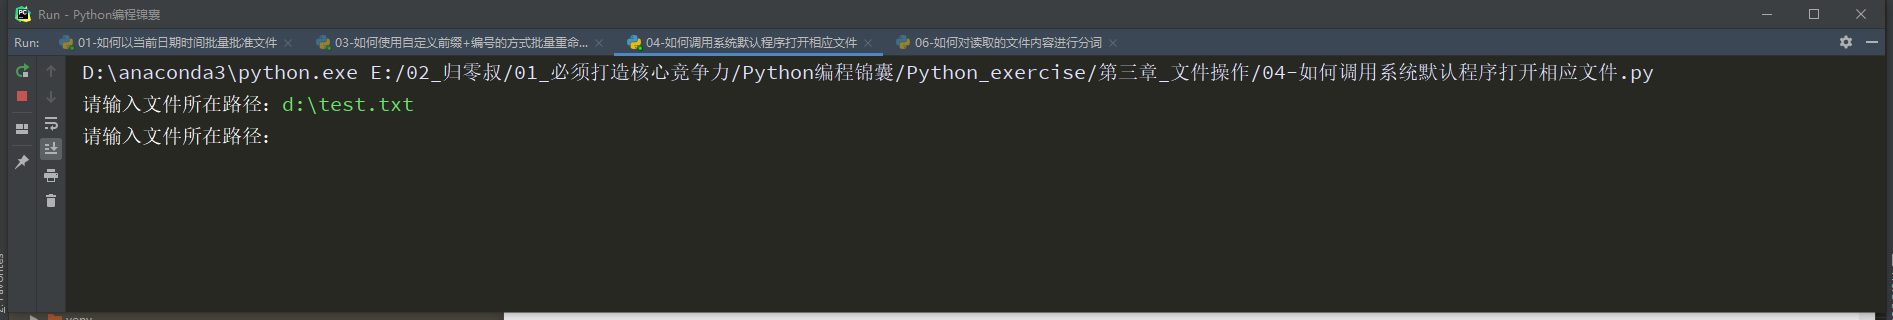 Run - Python编程锦囊
Run: 01-如何以当前日期时间批量批准文件 03-如何使用自定义前缀+编号的方式批量重命... 04-如何调用系统默认程序打开相应文件 06-如何对读取的文件内容进行分词
D:\anaconda3\python.exe E:/02_归零叔/01_必须打造核心竞争力/Python编程锦囊/Python_exercise/第三章_文件操作/04-如何调用系统默认程序打开相应文件.py
请输入文件所在路径：d:\test.txt
请输入文件所在路径：